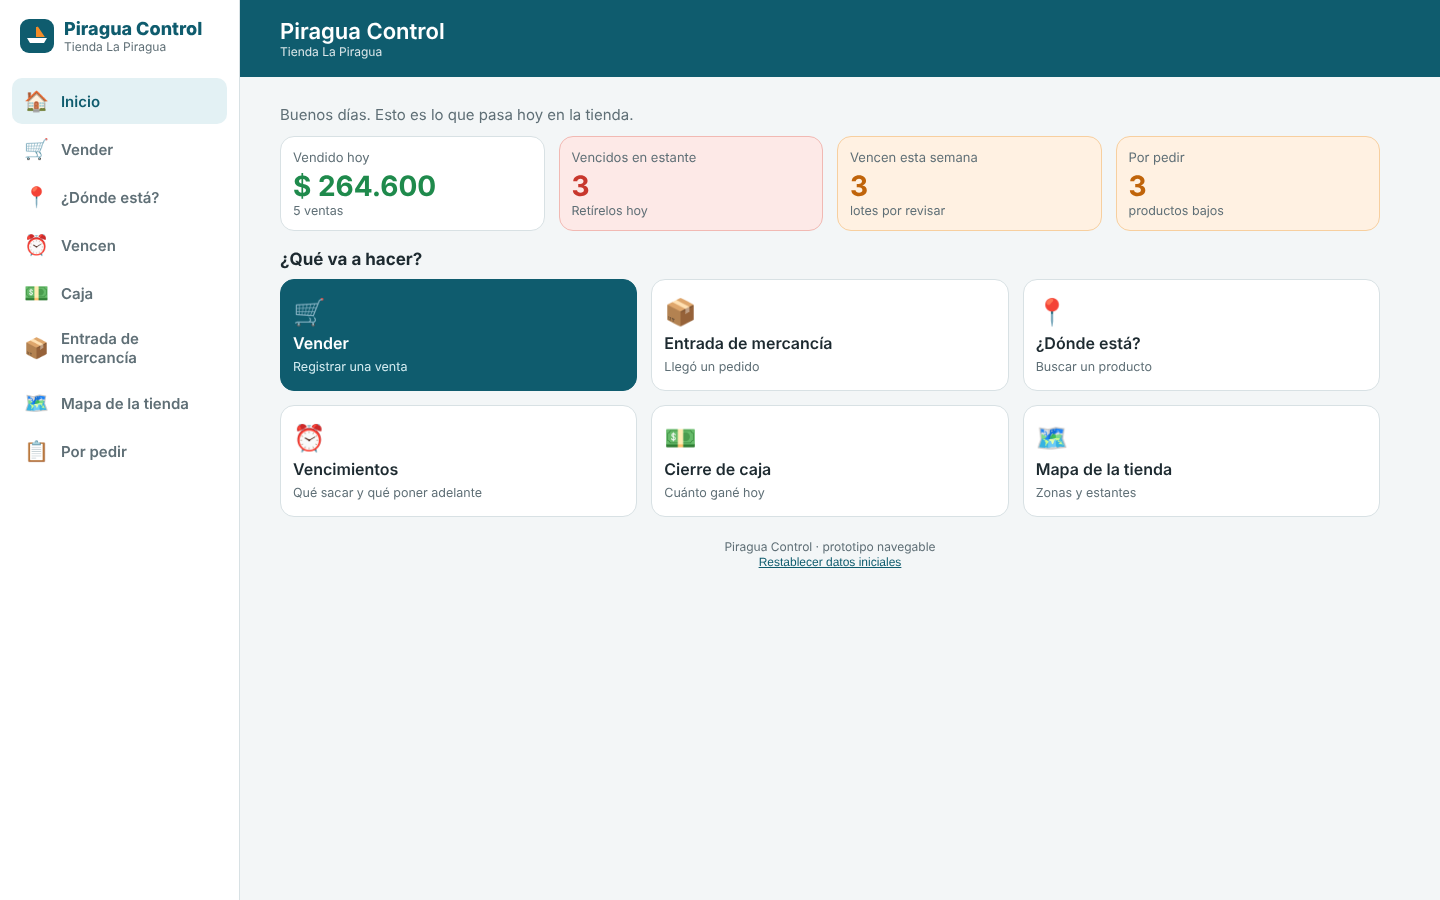 Piragua Control
Tienda La Piragua
Inicio
Vender
¿Dónde está?
Vencen
Caja
Entrada de
mercancía
Mapa de la tienda
Por pedir
Piragua Control
Tienda La Piragua
Buenos días. Esto es lo que pasa hoy en la tienda.
Vendido hoy
$ 264.600
5 ventas
Vencidos en estante
3
Retírelos hoy
Vencen esta semana
3
lotes por revisar
Por pedir
3
productos bajos
¿Qué va a hacer?
Vender
Registrar una venta
Entrada de mercancía
Llegó un pedido
¿Dónde está?
Buscar un producto
Vencimientos
Qué sacar y qué poner adelante
Cierre de caja
Cuánto gané hoy
Mapa de la tienda
Zonas y estantes
Piragua Control · prototipo navegable
Restablecer datos iniciales